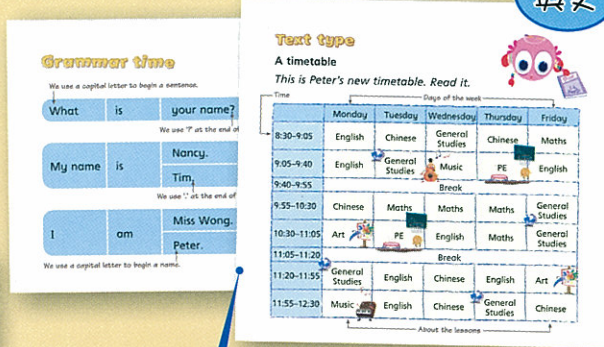 Grammar time
We use a capital letter to begin a sentence.
What is your name?
We use '?' at the end of
My name is
Nancy.
Tim.
We use '.' at the end of
I am
Miss Wong.
Peter.
We use a capital letter to begin a name.
英文
Text type
A timetable
This is Peter's new timetable. Read it.
Time
Days of the week
Monday Tuesday Wednesday Thursday Friday
8:30–9:05 English Chinese General Studies Chinese Maths
9:05–9:40 English General Studies Music PE English
9:40–9:55 Break
9:55–10:30 Chinese Maths Maths Maths General Studies
10:30–11:05 Art PE English Maths General Studies
11:05–11:20 Break
11:20–11:55 General Studies English Chinese English Art
11:55–12:30 Music English Chinese General Studies Chinese
About the lessons